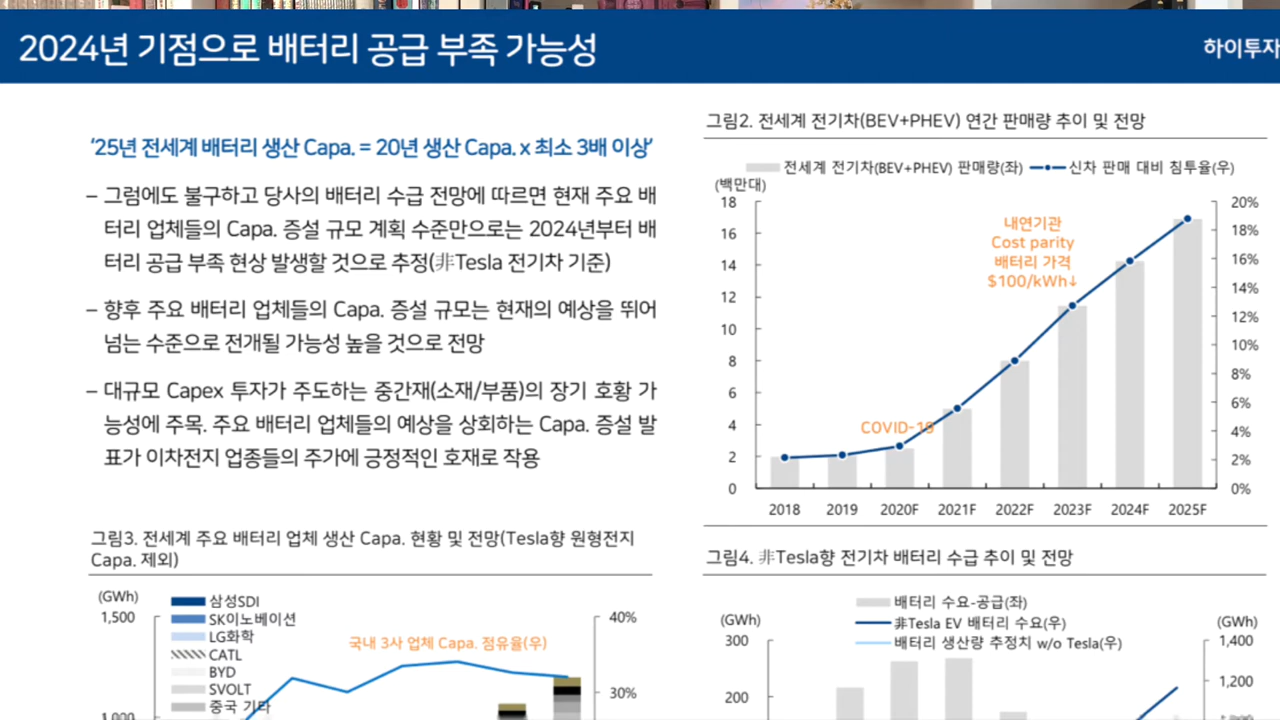 2024년 기점으로 배터리 공급 부족 가능성
하이투자
‘25년 전세계 배터리 생산 Capa. = 20년 생산 Capa. x 최소 3배 이상’
– 그럼에도 불구하고 당사의 배터리 수급 전망에 따르면 현재 주요 배
터리 업체들의 Capa. 증설 규모 계획 수준만으로는 2024년부터 배
터리 공급 부족 현상 발생할 것으로 추정(非Tesla 전기차 기준)
– 향후 주요 배터리 업체들의 Capa. 증설 규모는 현재의 예상을 뛰어
넘는 수준으로 전개될 가능성 높을 것으로 전망
– 대규모 Capex 투자가 주도하는 중간재(소재/부품)의 장기 호황 가
능성에 주목. 주요 배터리 업체들의 예상을 상회하는 Capa. 증설 발
표가 이차전지 업종들의 주가에 긍정적인 호재로 작용
그림2. 전세계 전기차(BEV+PHEV) 연간 판매량 추이 및 전망
전세계 전기차(BEV+PHEV) 판매량(좌) 신차 판매 대비 침투율(우)
(백만대)
18
16
14
12
10
8
6
4
2
0
20%
18%
16%
14%
12%
10%
8%
6%
4%
2%
0%
내연기관
Cost parity
배터리 가격
$100/kWh↓
COVID-19
2018 2019 2020F 2021F 2022F 2023F 2024F 2025F
그림3. 전세계 주요 배터리 업체 생산 Capa. 현황 및 전망(Tesla향 원형전지
Capa. 제외)
(GWh)
1,500
1,000
삼성SDI
SK이노베이션
LG화학
CATL
BYD
SVOLT
중국 기타
국내 3사 업체 Capa. 점유율(우)
40%
30%
그림4. 非Tesla향 전기차 배터리 수급 추이 및 전망
배터리 수요-공급(좌)
非Tesla EV 배터리 수요(우)
배터리 생산량 추정치 w/o Tesla(우)
(GWh)
300
200
(GWh)
1,400
1,200